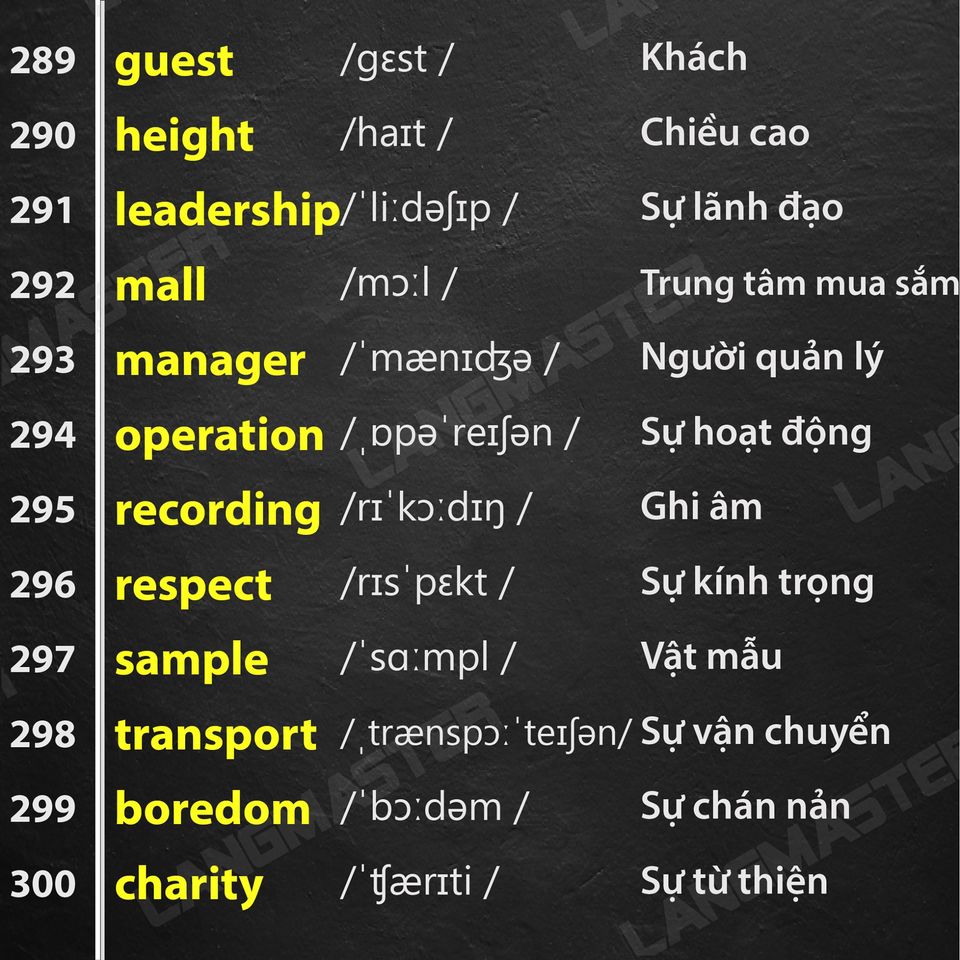 289 guest /gɛst / Khách
290 height /haɪt / Chiều cao
291 leadership /ˈliːdəʃɪp / Sự lãnh đạo
292 mall /mɔːl / Trung tâm mua sắm
293 manager /ˈmænɪʤə / Người quản lý
294 operation /ˌɒpəˈreɪʃən / Sự hoạt động
295 recording /rɪˈkɔːdɪŋ / Ghi âm
296 respect /rɪsˈpɛkt / Sự kính trọng
297 sample /ˈsɑːmpl / Vật mẫu
298 transport /ˌtrænspɔːˈteɪʃən/ Sự vận chuyển
299 boredom /ˈbɔːdəm / Sự chán nản
300 charity /ˈʧærɪti / Sự từ thiện
LANGMASTER